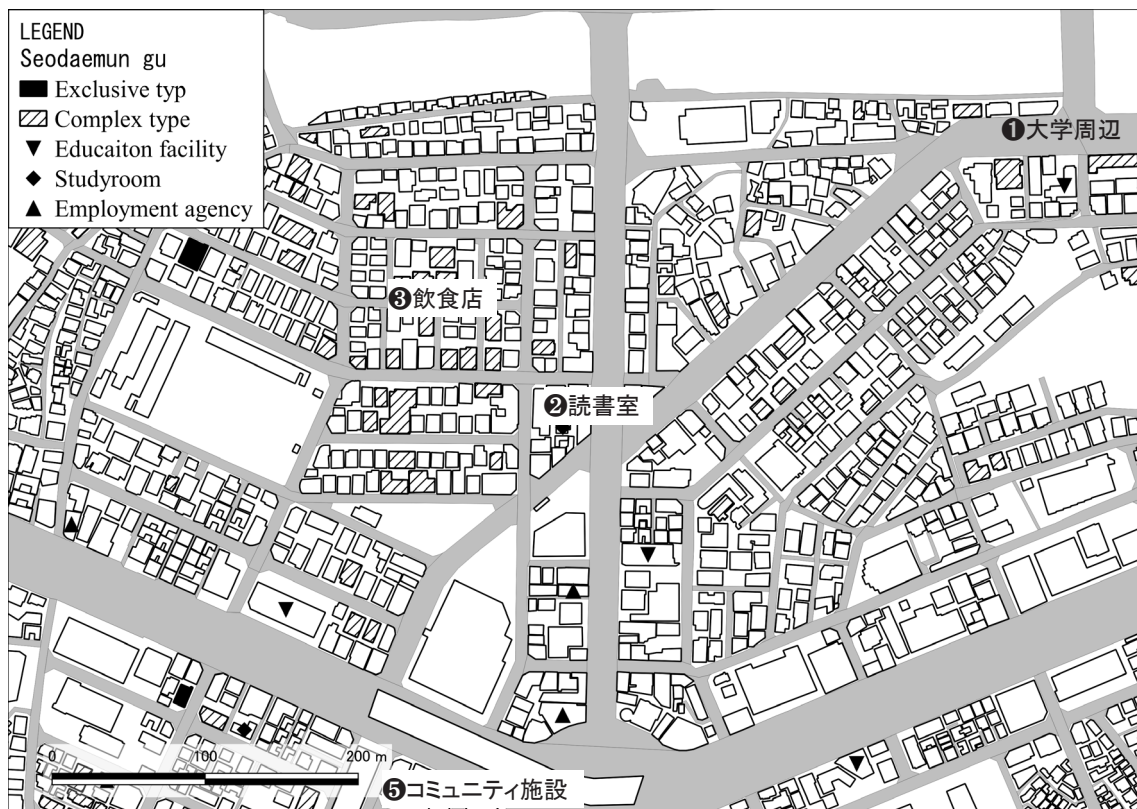 LEGEND
Seodaemun gu
Exclusive typ
Complex type
Educaiton facility
Studyroom
Employment agency
❶大学周辺
❸飲食店
❷読書室
0 100 200 m
❺コミュニティ施設